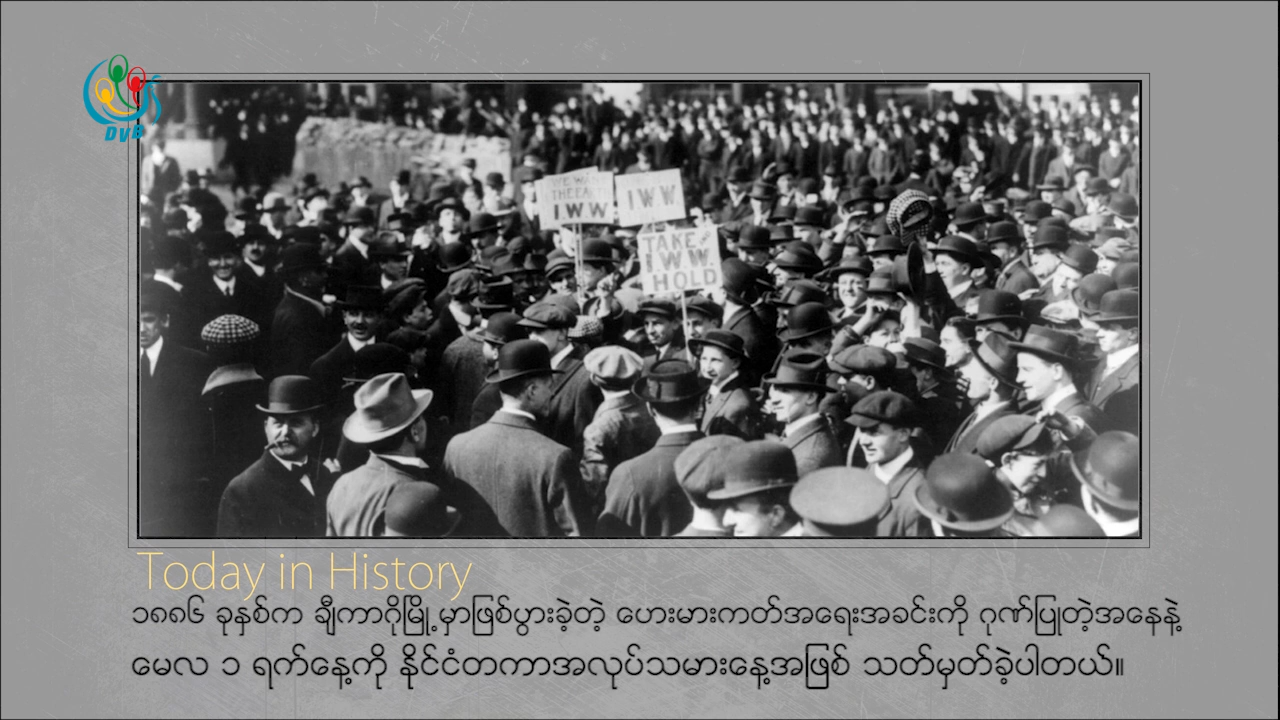 DVB
WE WANT
THE EARTH
I.W.W.
I W W
TAKE
I WW.
HOLD
Today in History
၁၈၈၆ ခုနှစ်က ချီကာဂိုမြို့မှာဖြစ်ပွားခဲ့တဲ့ ဟေးမားကတ်အရေးအခင်းကို ဂုဏ်ပြုတဲ့အနေနဲ့
မေလ ၁ ရက်နေ့ကို နိုင်ငံတကာအလုပ်သမားနေ့အဖြစ် သတ်မှတ်ခဲ့ပါတယ်။